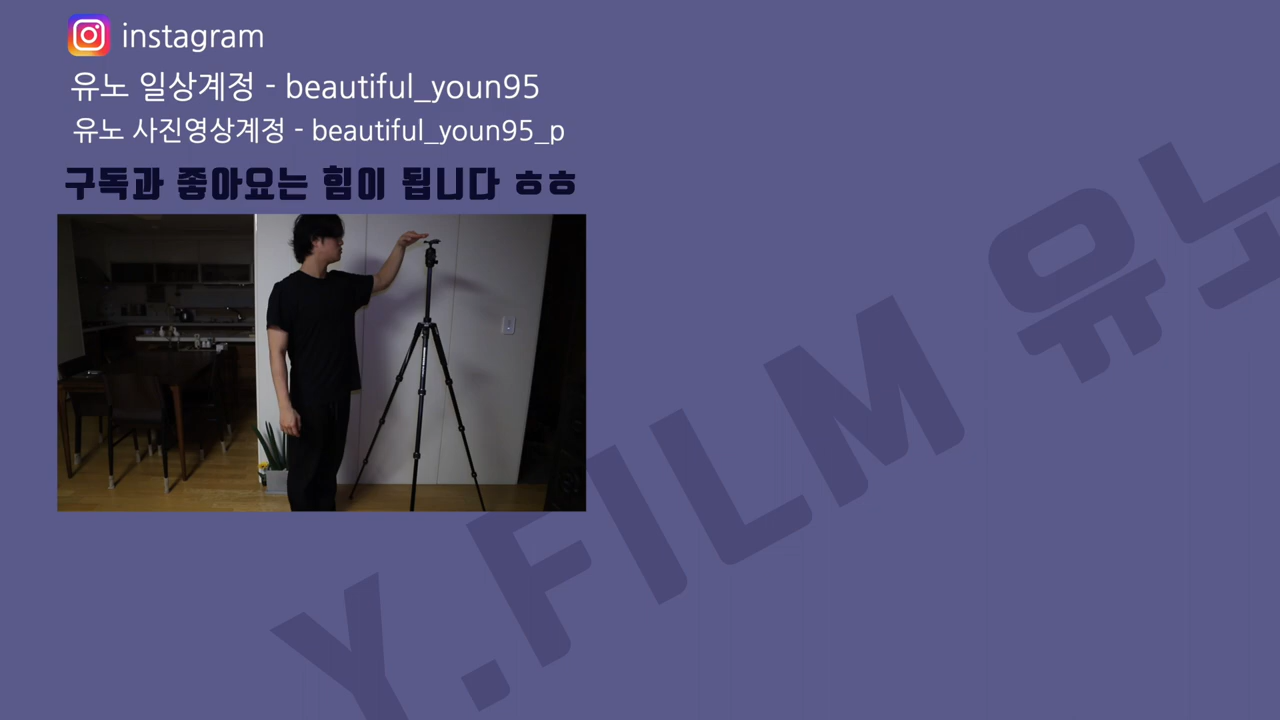 instagram
유노 일상계정 - beautiful_youn95
유노 사진영상계정 - beautiful_youn95_p
구독과 좋아요는 힘이 됩니다 ㅎㅎ
Y.FILM 유노